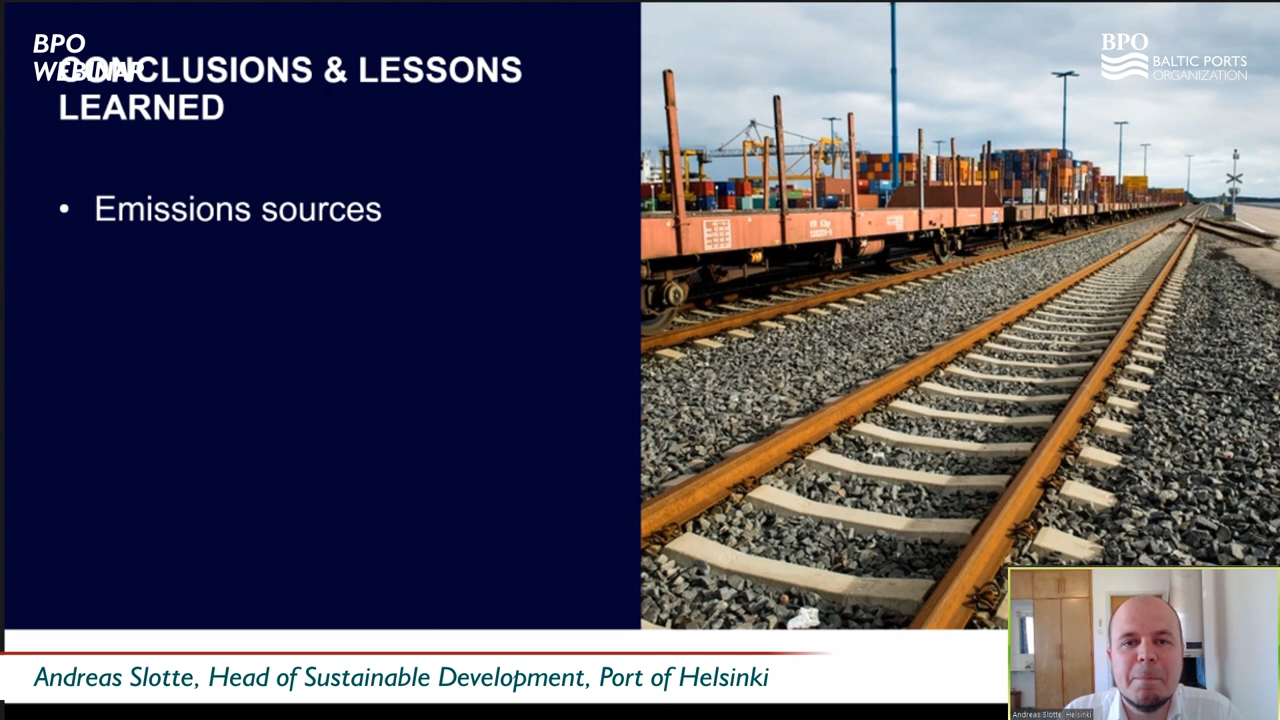 BPO
WEBINAR
CONCLUSIONS & LESSONS
LEARNED
• Emissions sources
BPO
BALTIC PORTS
ORGANIZATION
Andreas Slotte, Head of Sustainable Development, Port of Helsinki
Andreas Slotte, Helsinki